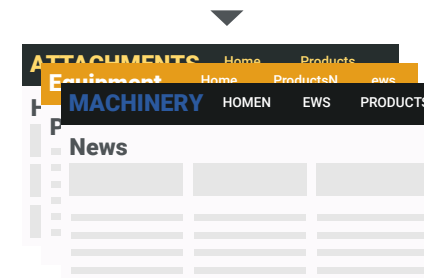 ATTACHMENTS Home Products
Equipment Home ProductsN ews
MACHINERY HOMEN EWS PRODUCTS
News